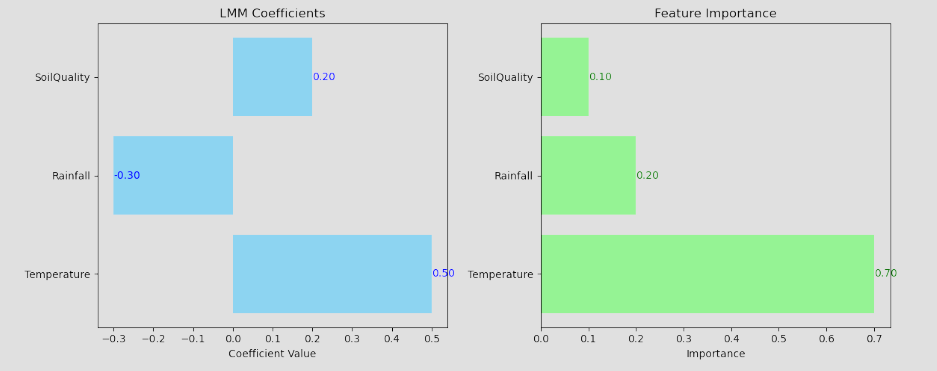 LMM Coefficients
SoilQuality
0.20
Rainfall
-0.30
Temperature
0.50
−0.3 −0.2 −0.1 0.0 0.1 0.2 0.3 0.4 0.5
Coefficient Value
Feature Importance
SoilQuality
0.10
Rainfall
0.20
Temperature
0.70
0.0 0.1 0.2 0.3 0.4 0.5 0.6 0.7
Importance